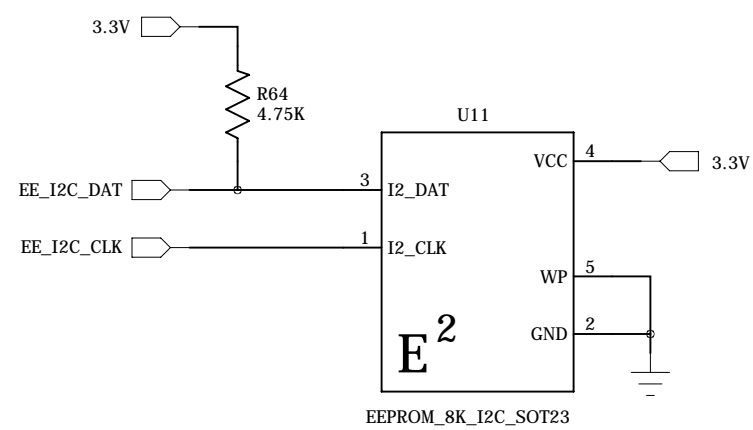 3.3V
R64
4.75K
U11
VCC 4
3.3V
EE_I2C_DAT
3 I2_DAT
EE_I2C_CLK
1 I2_CLK
WP 5
GND 2
E²
EEPROM_8K_I2C_SOT23